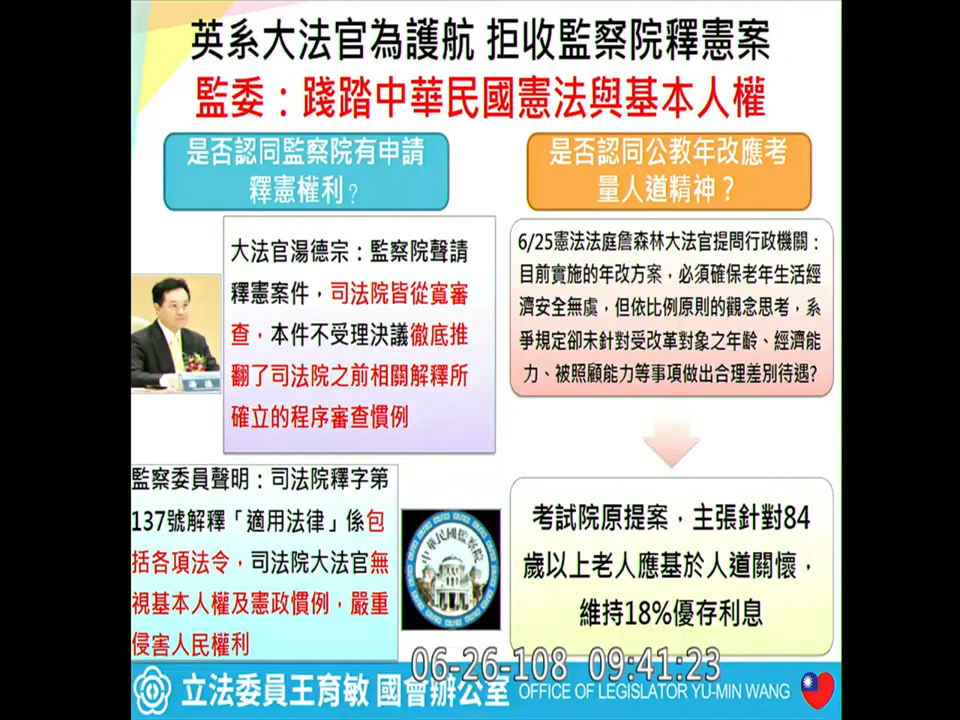 英系大法官為護航 拒收監察院釋憲案
監委：踐踏中華民國憲法與基本人權
是否認同監察院有申請
釋憲權利？
大法官湯德宗：監察院聲請
釋憲案件，司法院皆從寬審
查，本件不受理決議徹底推
翻了司法院之前相關解釋所
確立的程序審查慣例
監察委員聲明：司法院釋字第
137號解釋「適用法律」係包
括各項法令，司法院大法官無
視基本人權及憲政慣例，嚴重
侵害人民權利
中華民國監察院
是否認同公教年改應考
量人道精神？
6/25憲法法庭詹森林大法官提問行政機關：
目前實施的年改方案，必須確保老年生活經
濟安全無虞，但依比例原則的觀念思考，系
爭規定卻未針對受改革對象之年齡、經濟能
力、被照顧能力等事項做出合理差別待遇?
考試院原提案，主張針對84
歲以上老人應基於人道關懷，
維持18%優存利息
06-26-108 09:41:23
立法委員王育敏 國會辦公室 OFFICE OF LEGISLATOR YU-MIN WANG